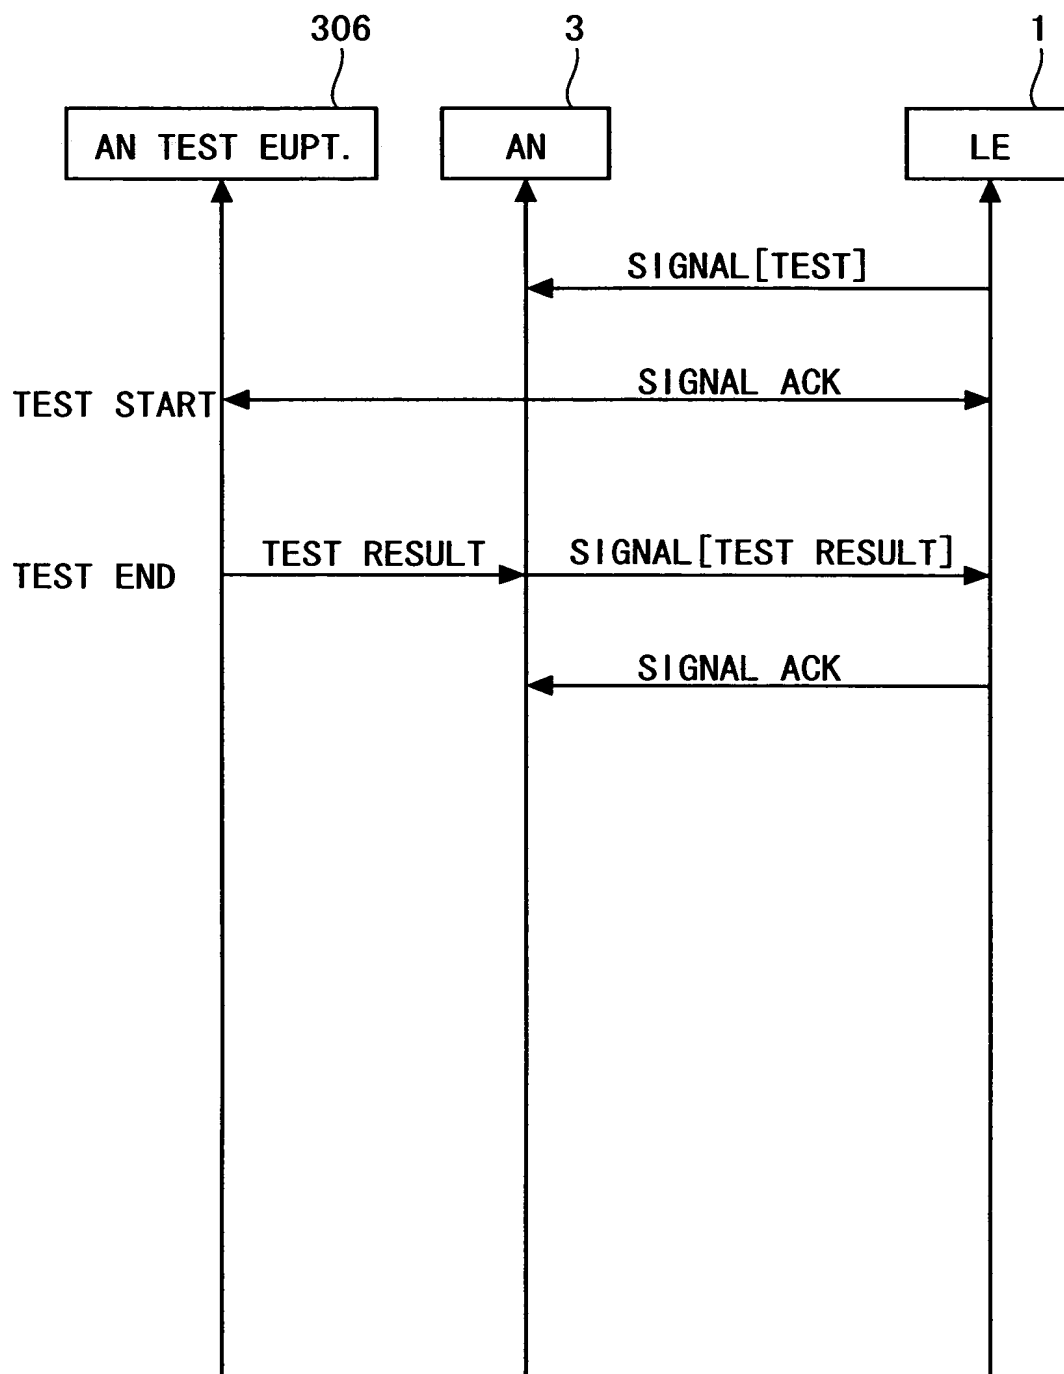 306
3
1
AN TEST EUPT.
AN
LE
SIGNAL[TEST]
SIGNAL ACK
TEST START
TEST RESULT
SIGNAL[TEST RESULT]
TEST END
SIGNAL ACK